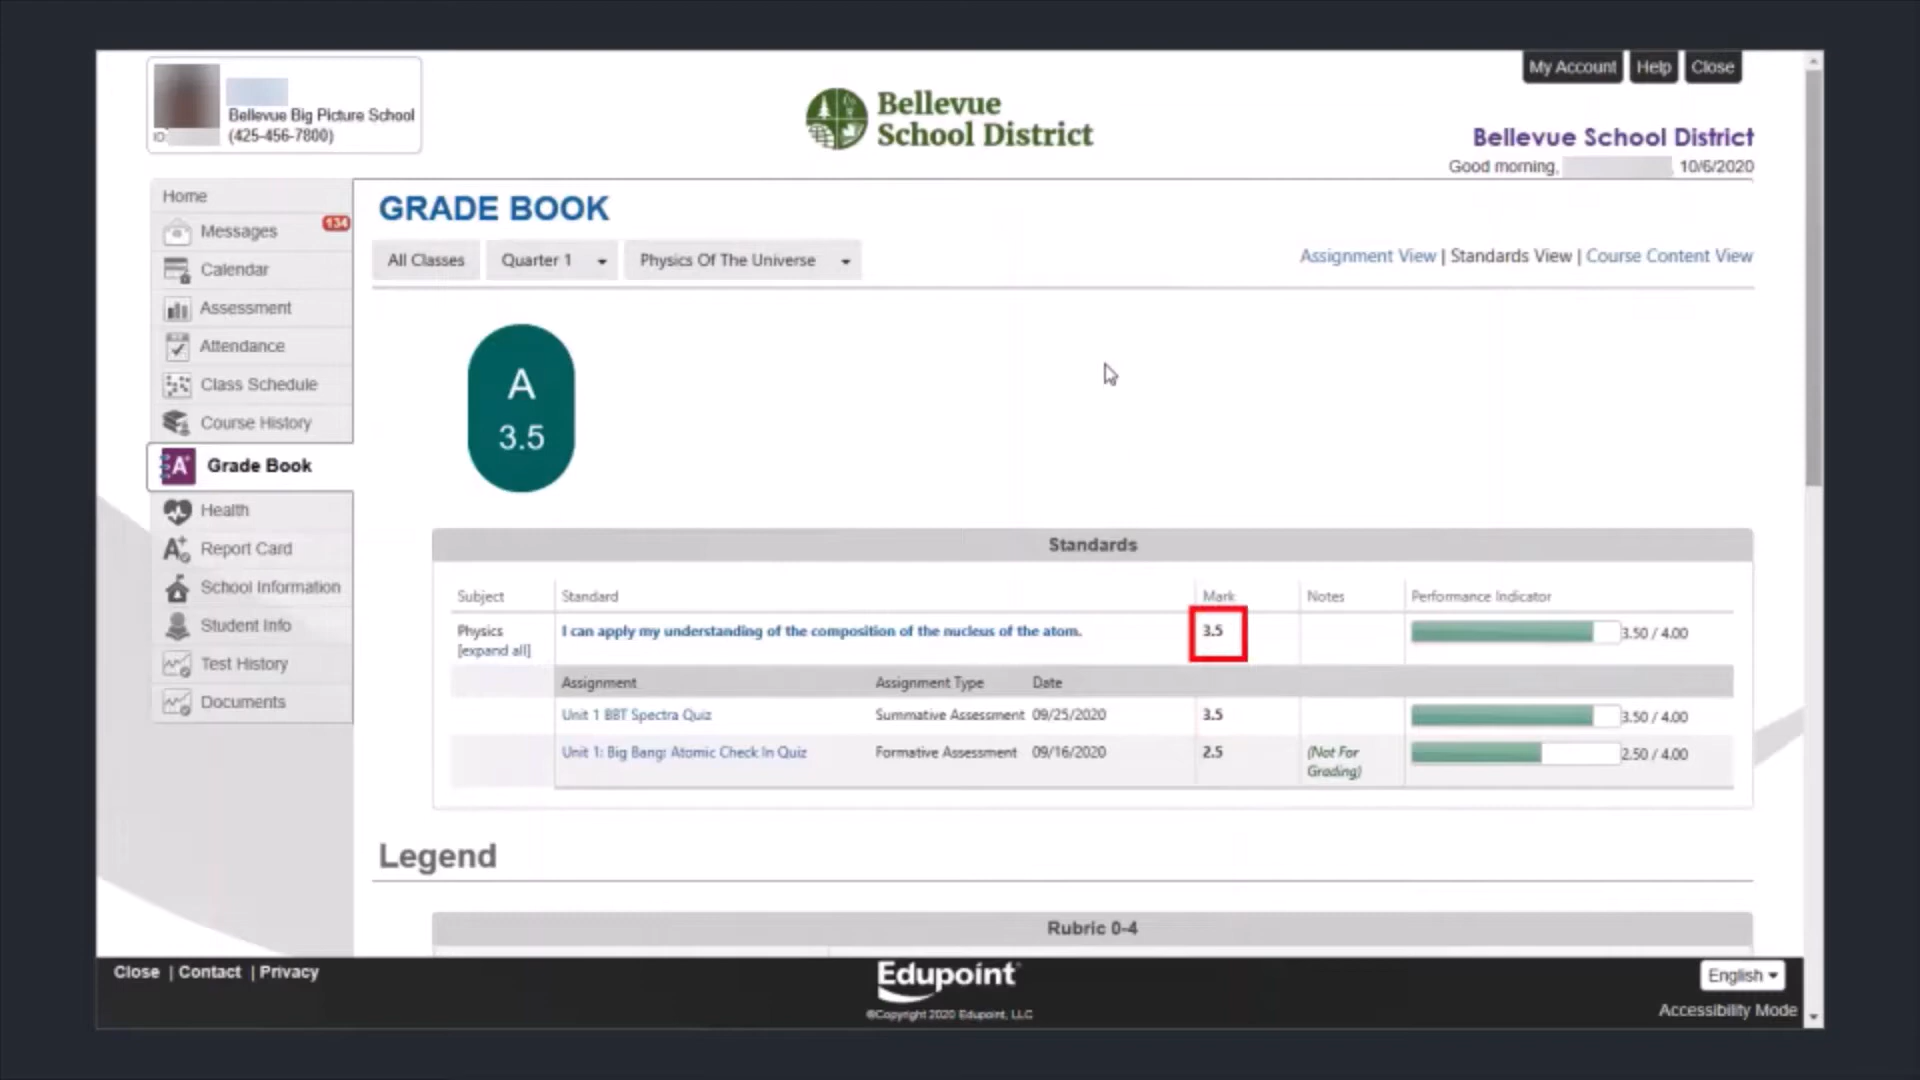 My Account Help Close
Bellevue Big Picture School
ID:
(425-456-7800)
Bellevue
School District
Bellevue School District
Good morning, , 10/6/2020
Home
Messages 134
Calendar
Assessment
Attendance
Class Schedule
Course History
Grade Book
Health
Report Card
School Information
Student Info
Test History
Documents
GRADE BOOK
All Classes Quarter 1 Physics Of The Universe
Assignment View | Standards View | Course Content View
A
3.5
Standards
Subject Standard Mark Notes Performance Indicator
Physics I can apply my understanding of the composition of the nucleus of the atom. 3.5 3.50 / 4.00
[expand all]
Assignment Assignment Type Date
Unit 1 BBT Spectra Quiz Summative Assessment 09/25/2020 3.5 3.50 / 4.00
Unit 1: Big Bang: Atomic Check In Quiz Formative Assessment 09/16/2020 2.5 (Not For 2.50 / 4.00
Grading)
Legend
Rubric 0-4
Close | Contact | Privacy
Edupoint
©Copyright 2020 Edupoint, LLC
English
Accessibility Mode